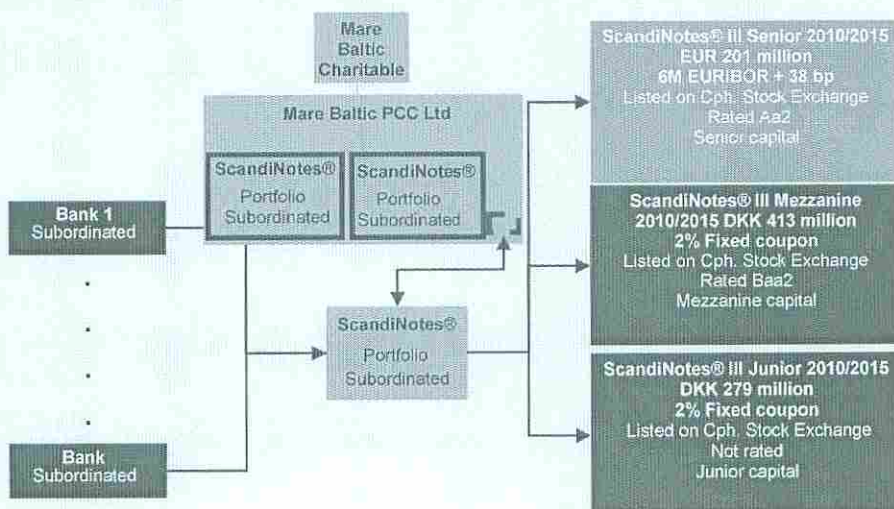 Mare
Baltic
Charitable
Mare Baltic PCC Ltd
ScandiNotes®
Portfolio
Subordinated
ScandiNotes®
Portfolio
Subordinated
Bank 1
Subordinated
ScandiNotes®
Portfolio
Subordinated
Bank
Subordinated
ScandiNotes® III Senior 2010/2015
EUR 201 million
6M EURIBOR + 38 bp
Listed on Cph. Stock Exchange
Rated Aa2
Senior capital
ScandiNotes® III Mezzanine
2010/2015 DKK 413 million
2% Fixed coupon
Listed on Cph. Stock Exchange
Rated Baa2
Mezzanine capital
ScandiNotes® III Junior 2010/2015
DKK 279 million
2% Fixed coupon
Listed on Cph. Stock Exchange
Not rated
Junior capital